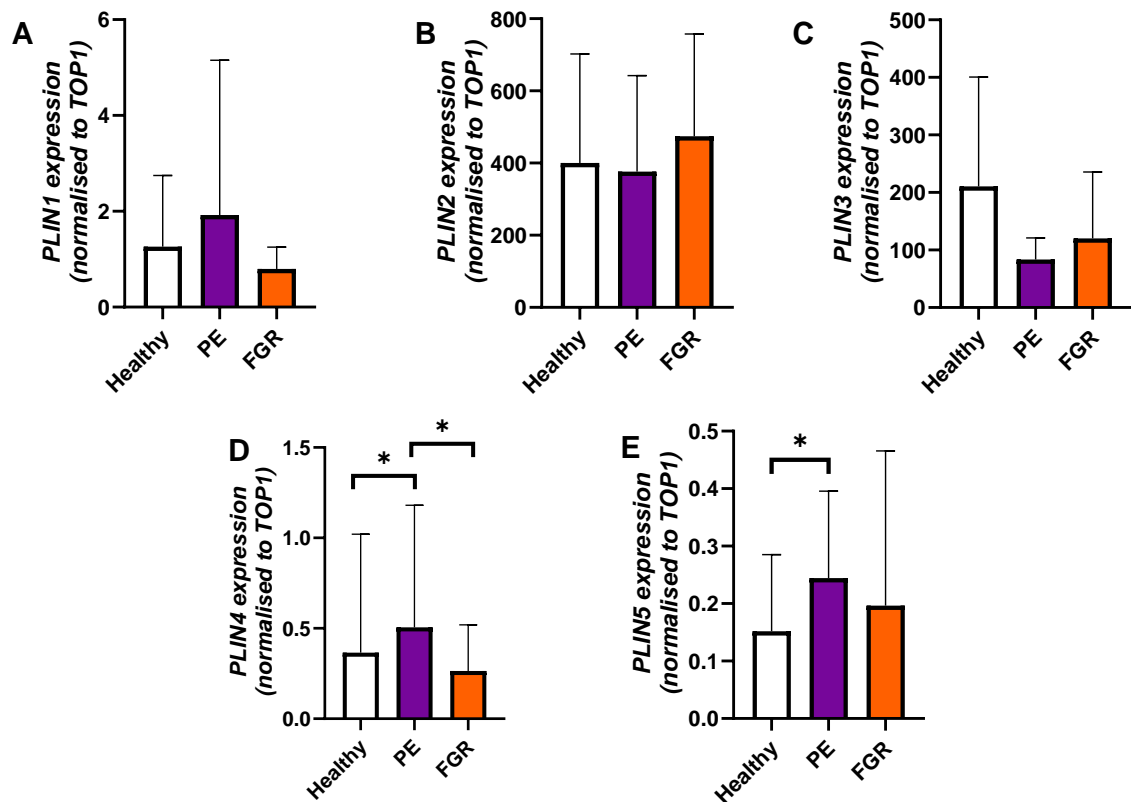 A
PLIN1 expression
(normalised to TOP1)
6
4
2
0
Healthy
PE
FGR
B
PLIN2 expression
(normalised to TOP1)
800
600
400
200
0
Healthy
PE
FGR
C
PLIN3 expression
(normalised to TOP1)
500
400
300
200
100
0
Healthy
PE
FGR
D
PLIN4 expression
(normalised to TOP1)
1.5
1.0
0.5
0.0
*
*
Healthy
PE
FGR
E
PLIN5 expression
(normalised to TOP1)
0.5
0.4
0.3
0.2
0.1
0.0
*
Healthy
PE
FGR